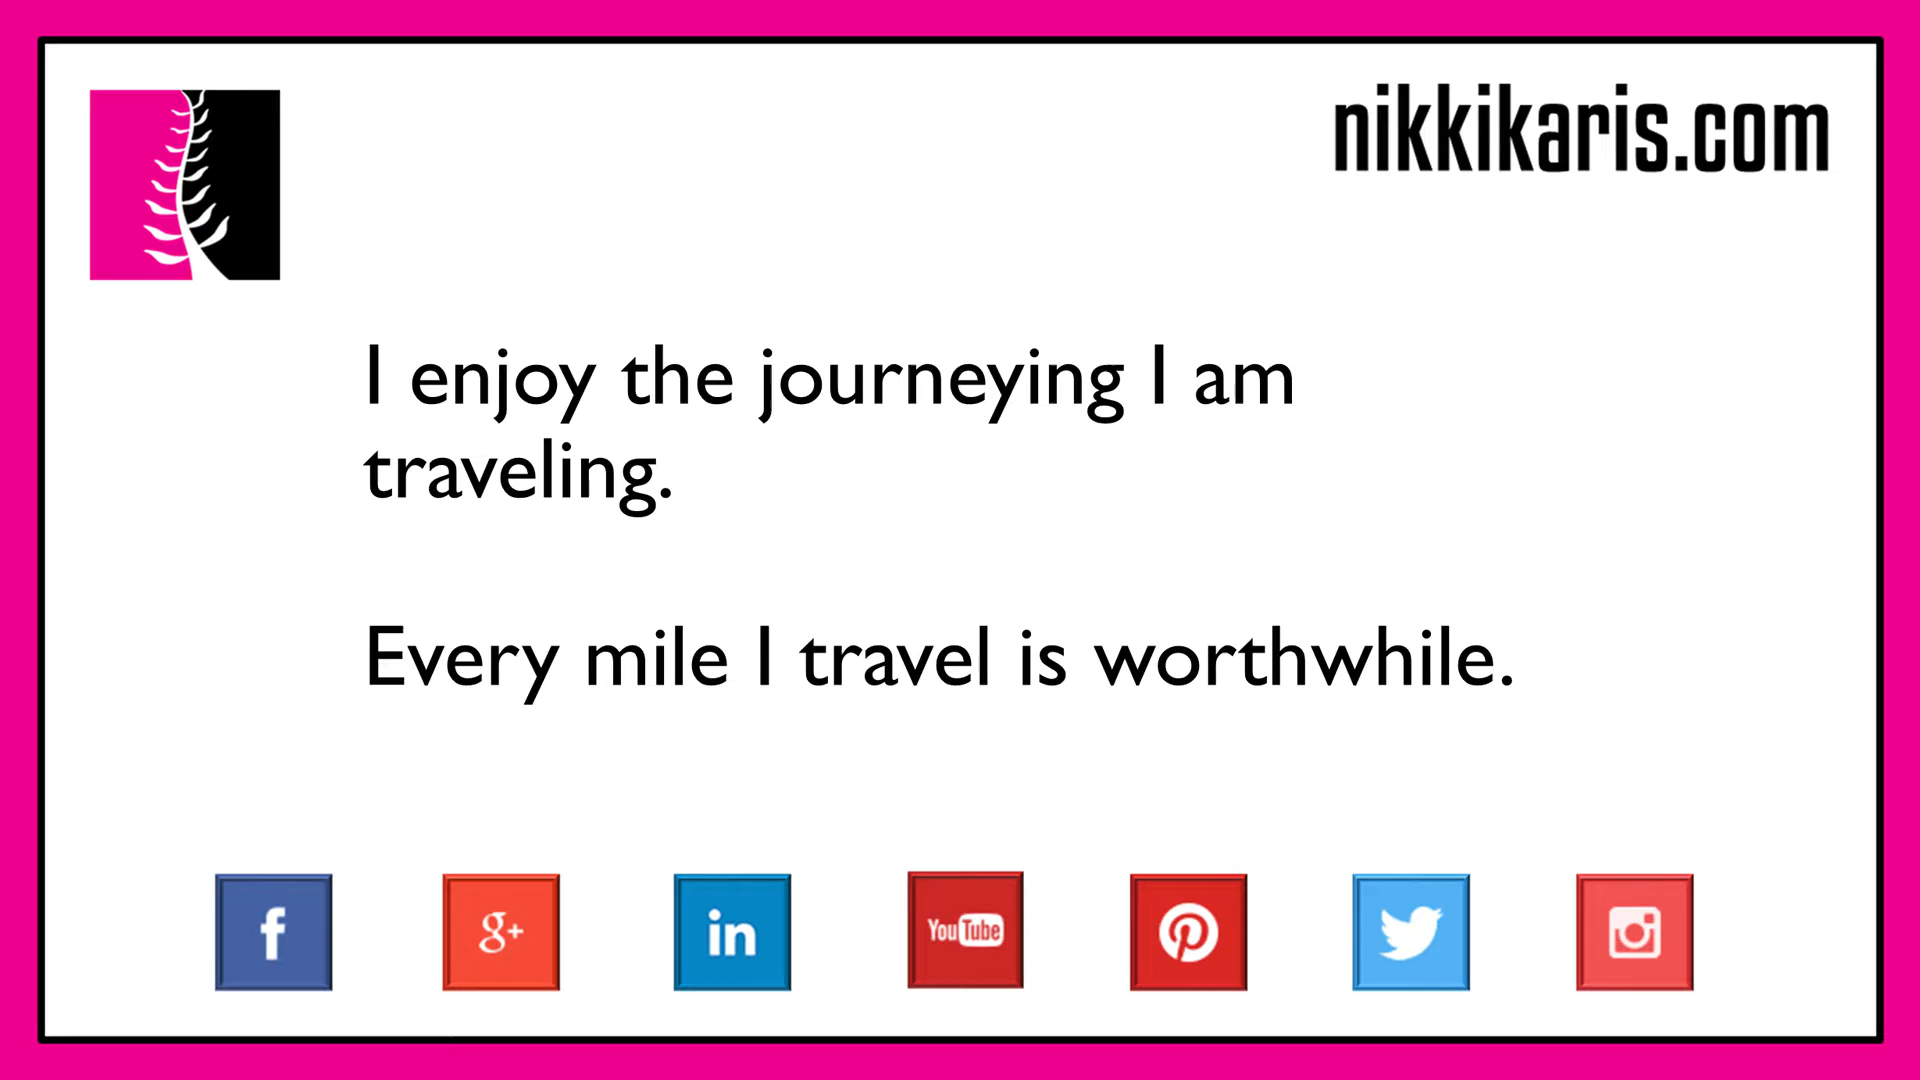 nikkikaris.com
I enjoy the journeying I am
traveling.
Every mile I travel is worthwhile.
f
g+
in
YouTube